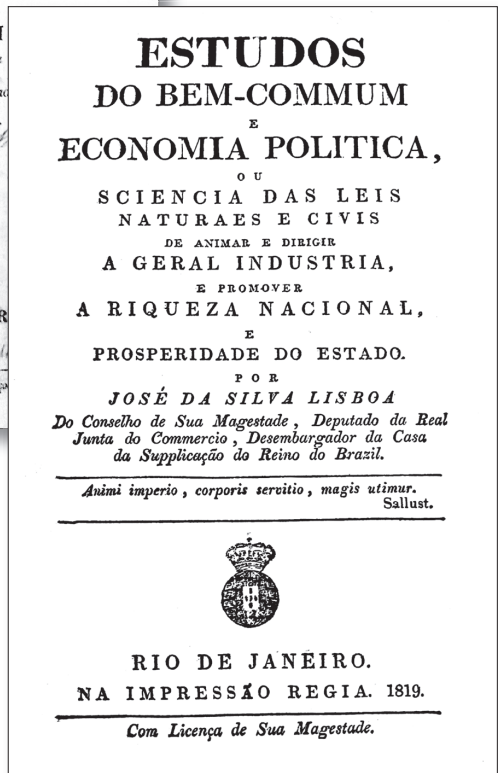 ESTUDOS
DO BEM-COMMUM
E
ECONOMIA POLITICA,
OU
SCIENCIA DAS LEIS
NATURAES E CIVIS
DE ANIMAR E DIRIGIR
A GERAL INDUSTRIA,
E PROMOVER
A RIQUEZA NACIONAL,
E
PROSPERIDADE DO ESTADO.
POR
JOSÉ DA SILVA LISBOA
Do Conselho de Sua Magestade, Deputado da Real
Junta do Commercio, Desembargador da Casa
da Supplicação do Reino do Brazil.
Animi imperio, corporis servitio, magis utimur.
Sallust.
RIO DE JANEIRO.
NA IMPRESSÃO REGIA. 1819.
Com Licença de Sua Magestade.